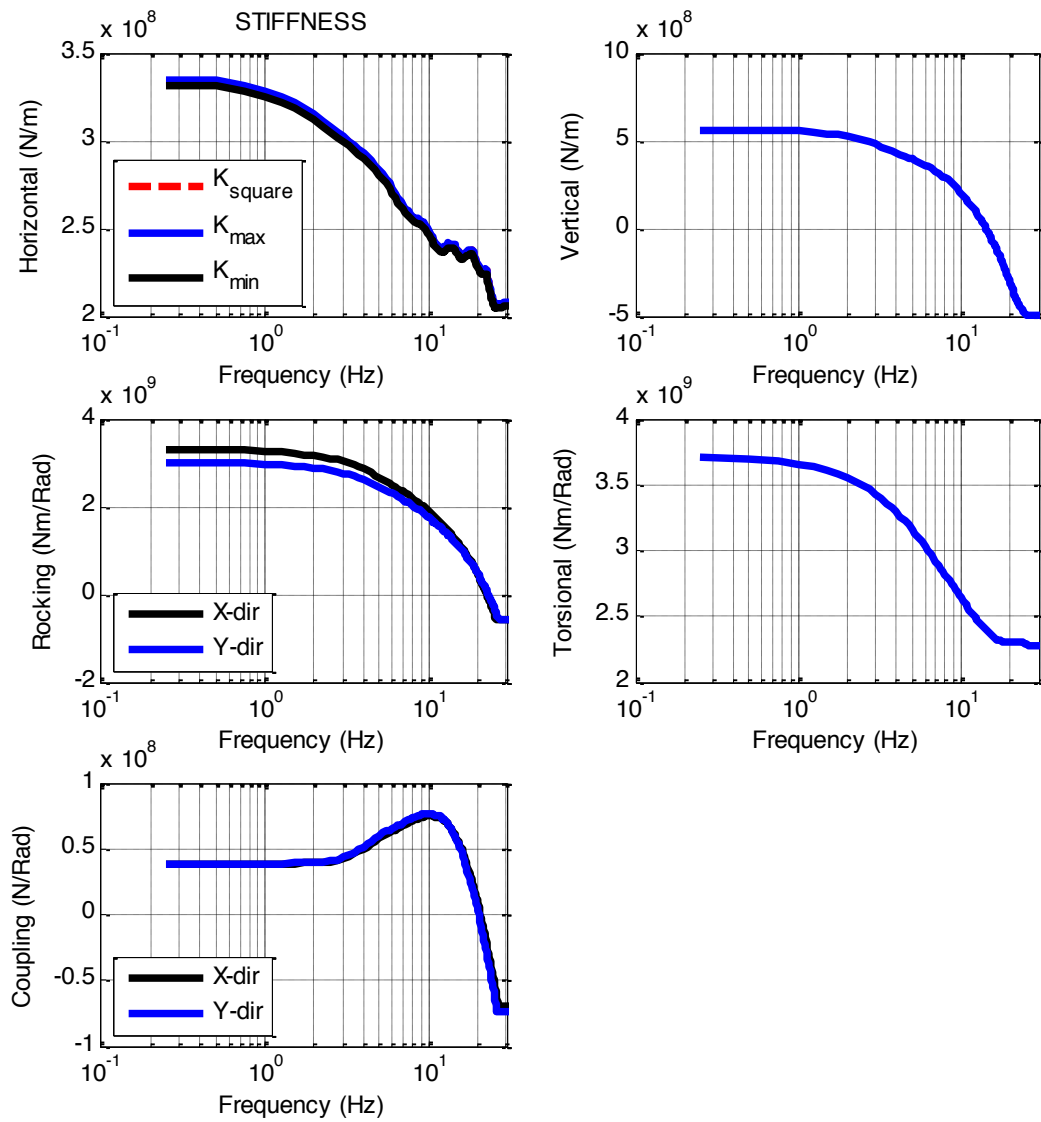 STIFFNESS
x 10^8
3.5
3
2.5
2
Horizontal (N/m)
K_square
K_max
K_min
10^-1
10^0
10^1
Frequency (Hz)
x 10^8
10
5
0
-5
Vertical (N/m)
10^-1
10^0
10^1
Frequency (Hz)
x 10^9
4
2
0
-2
Rocking (Nm/Rad)
X-dir
Y-dir
10^-1
10^0
10^1
Frequency (Hz)
x 10^9
4
3.5
3
2.5
2
Torsional (Nm/Rad)
10^-1
10^0
10^1
Frequency (Hz)
x 10^8
1
0.5
0
-0.5
-1
Coupling (N/Rad)
X-dir
Y-dir
10^-1
10^0
10^1
Frequency (Hz)